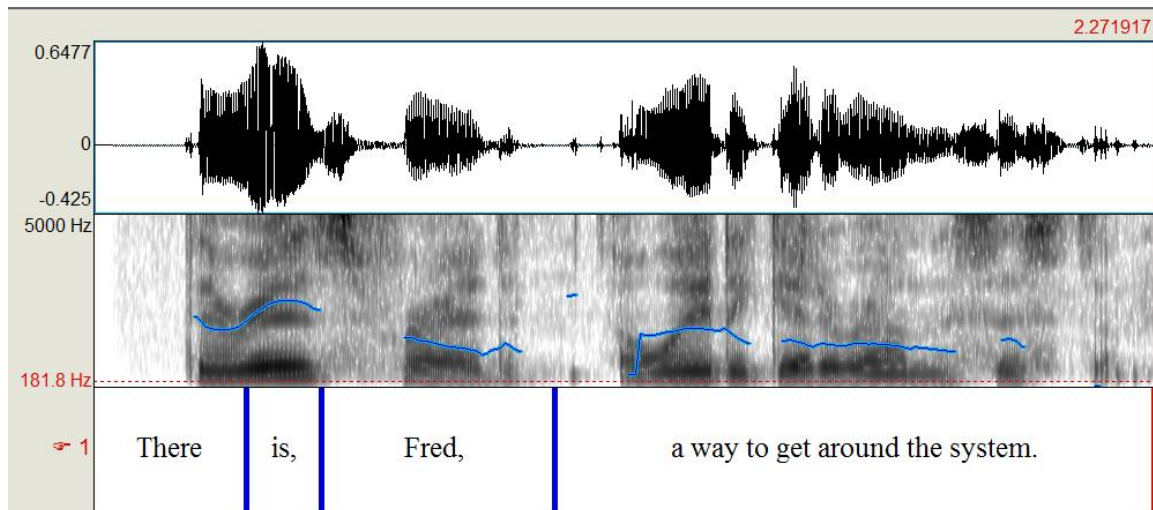 2.271917
0.6477
0
-0.425
5000 Hz
181.8 Hz
☞ 1
There is, Fred, a way to get around the system.